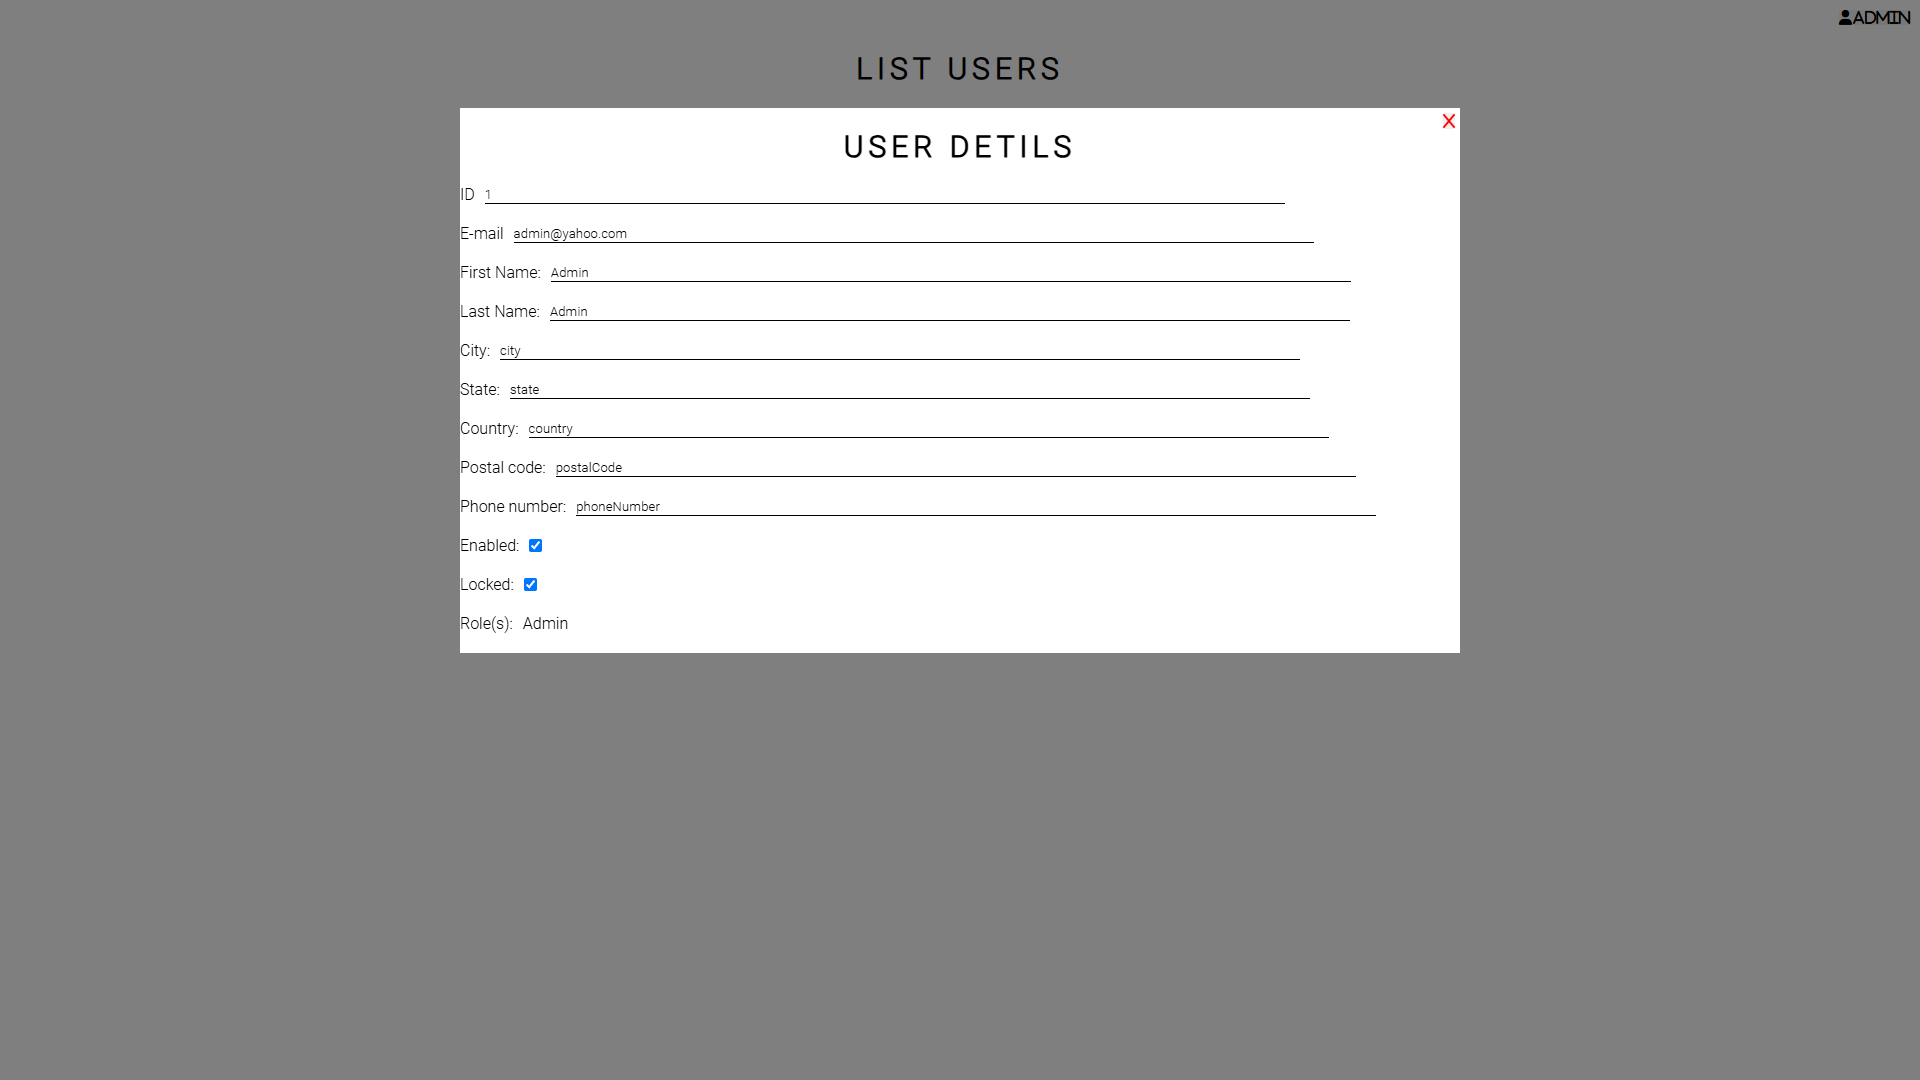 ADMIN
LIST USERS
X
USER DETILS
ID 1
E-mail admin@yahoo.com
First Name: Admin
Last Name: Admin
City: city
State: state
Country: country
Postal code: postalCode
Phone number: phoneNumber
Enabled:
Locked:
Role(s): Admin